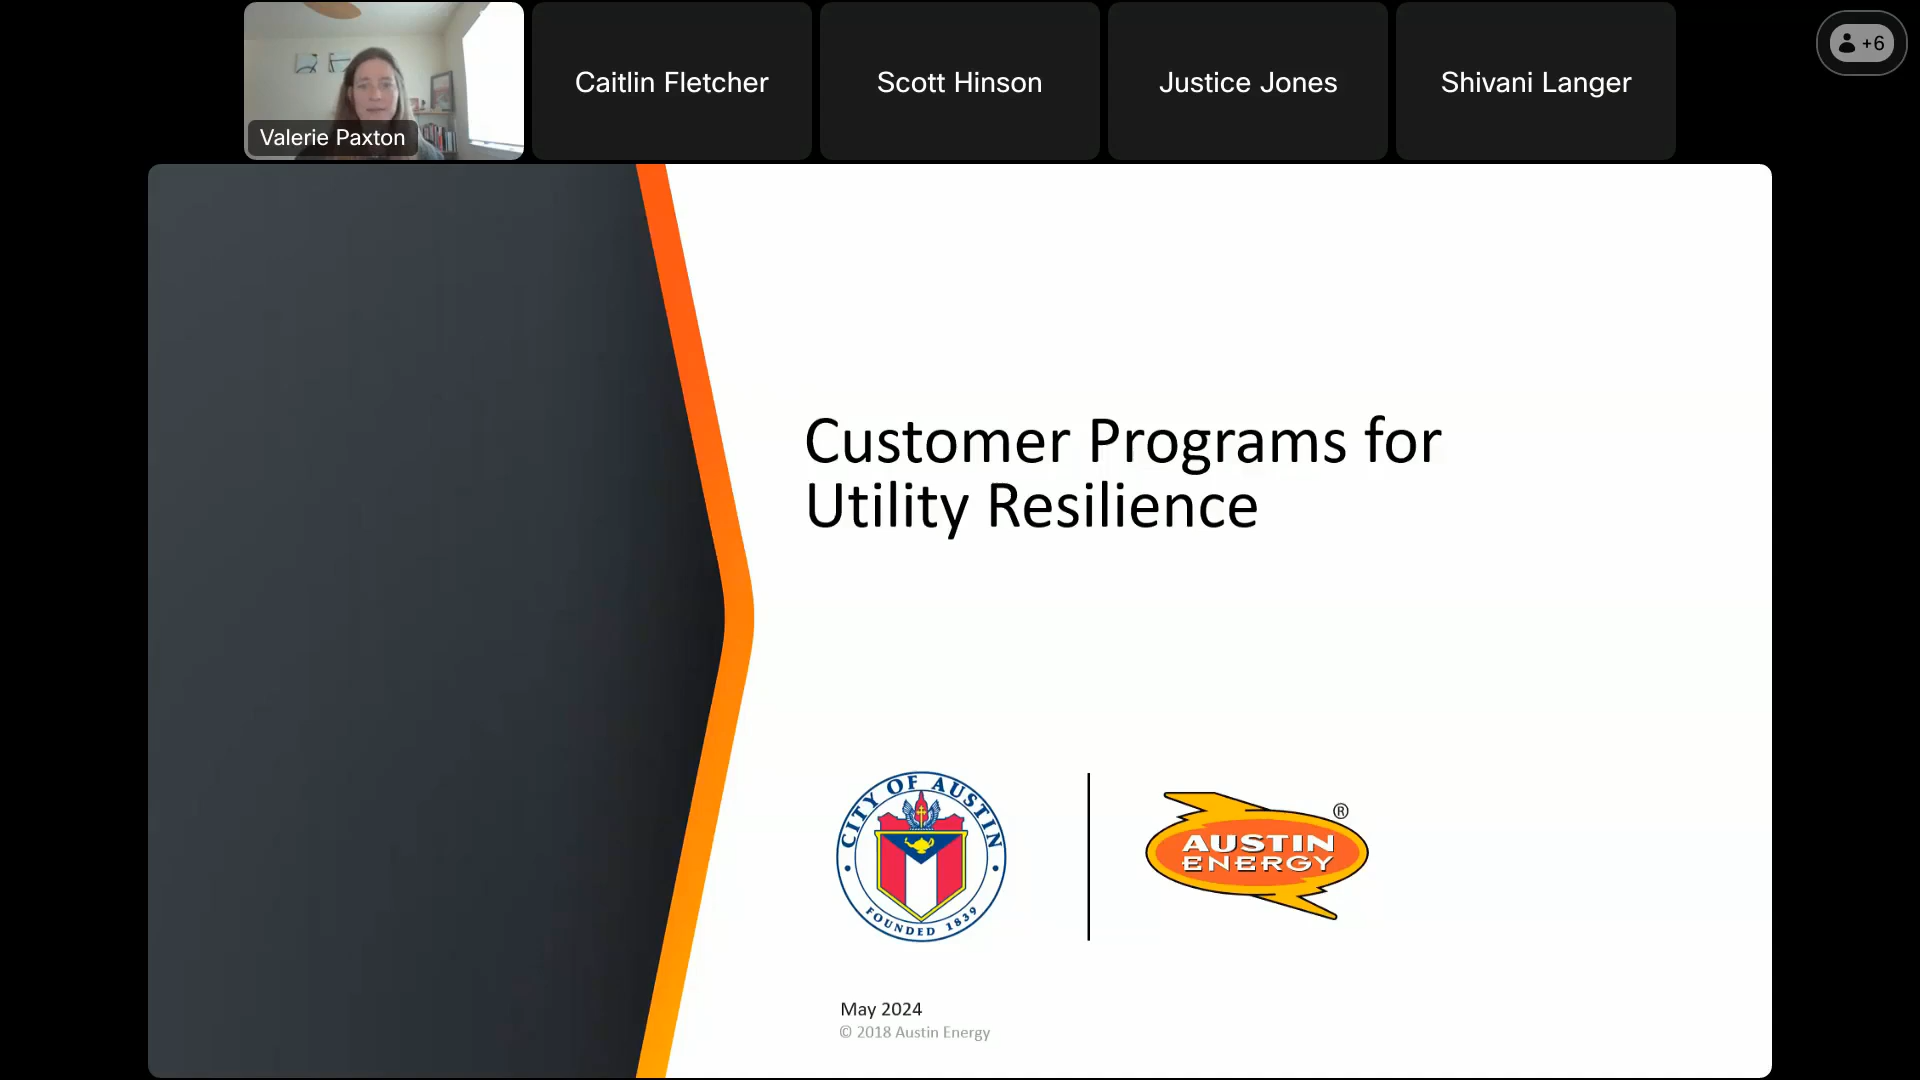 Valerie Paxton
Caitlin Fletcher
Scott Hinson
Justice Jones
Shivani Langer
+6
Customer Programs for
Utility Resilience
CITY OF AUSTIN
FOUNDED 1839
AUSTIN
ENERGY
®
May 2024
© 2018 Austin Energy